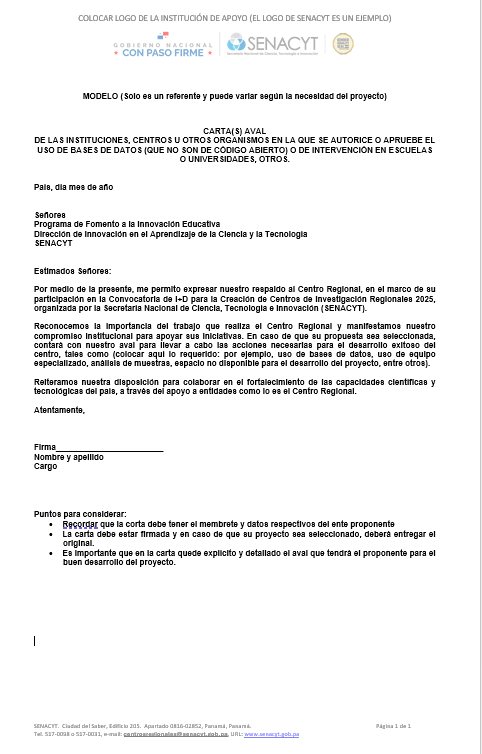 COLOCAR LOGO DE LA INSTITUCIÓN DE APOYO (EL LOGO DE SENACYT ES UN EJEMPLO)
GOBIERNO NACIONAL
★ CON PASO FIRME ★
SENACYT
Secretaría Nacional de Ciencia, Tecnología e Innovación
MODELO (Solo es un referente y puede variar según la necesidad del proyecto)
CARTA(S) AVAL
DE LAS INSTITUCIONES, CENTROS U OTROS ORGANISMOS EN LA QUE SE AUTORICE O APRUEBE EL
USO DE BASES DE DATOS (QUE NO SON DE CÓDIGO ABIERTO) O DE INTERVENCIÓN EN ESCUELAS
O UNIVERSIDADES, OTROS.
País, día mes de año
Señores
Programa de Fomento a la Innovación Educativa
Dirección de Innovación en el Aprendizaje de la Ciencia y la Tecnología
SENACYT
Estimados Señores:
Por medio de la presente, me permito expresar nuestro respaldo al Centro Regional, en el marco de su
participación en la Convocatoria de I+D para la Creación de Centros de Investigación Regionales 2025,
organizada por la Secretaría Nacional de Ciencia, Tecnología e Innovación (SENACYT).
Reconocemos la importancia del trabajo que realiza el Centro Regional y manifestamos nuestro
compromiso institucional para apoyar sus iniciativas. En caso de que su propuesta sea seleccionada,
contará con nuestro aval para llevar a cabo las acciones necesarias para el desarrollo exitoso del
centro, tales como (colocar aquí lo requerido: por ejemplo, uso de bases de datos, uso de equipo
especializado, análisis de muestras, espacio no disponible para el desarrollo del proyecto, entre otros).
Reiteramos nuestra disposición para colaborar en el fortalecimiento de las capacidades científicas y
tecnológicas del país, a través del apoyo a entidades como lo es el Centro Regional.
Atentamente,
Firma
Nombre y apellido
Cargo
Puntos para considerar:
• Recordar que la corta debe tener el membrete y datos respectivos del ente proponente
• La carta debe estar firmada y en caso de que su proyecto sea seleccionado, deberá entregar el
original.
• Es importante que en la carta quede explícito y detallado el aval que tendrá el proponente para el
buen desarrollo del proyecto.
SENACYT. Ciudad del Saber, Edificio 205. Apartado 0816-02852, Panamá, Panamá. Página 1 de 1
Tel. 517-0098 o 517-0031, e-mail: centrosregionales@senacyt.gob.pa, URL: www.senacyt.gob.pa